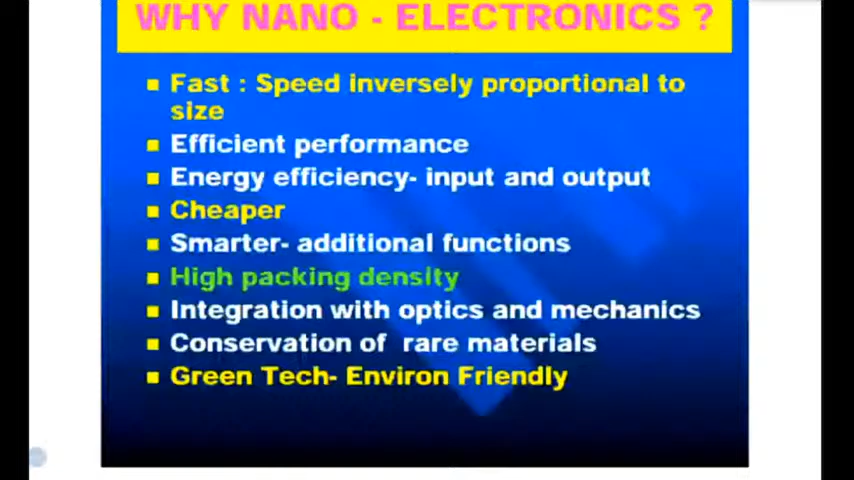 WHY NANO - ELECTRONICS ?
Fast : Speed inversely proportional to
size
Efficient performance
Energy efficiency- input and output
Cheaper
Smarter- additional functions
High packing density
Integration with optics and mechanics
Conservation of rare materials
Green Tech- Environ Friendly